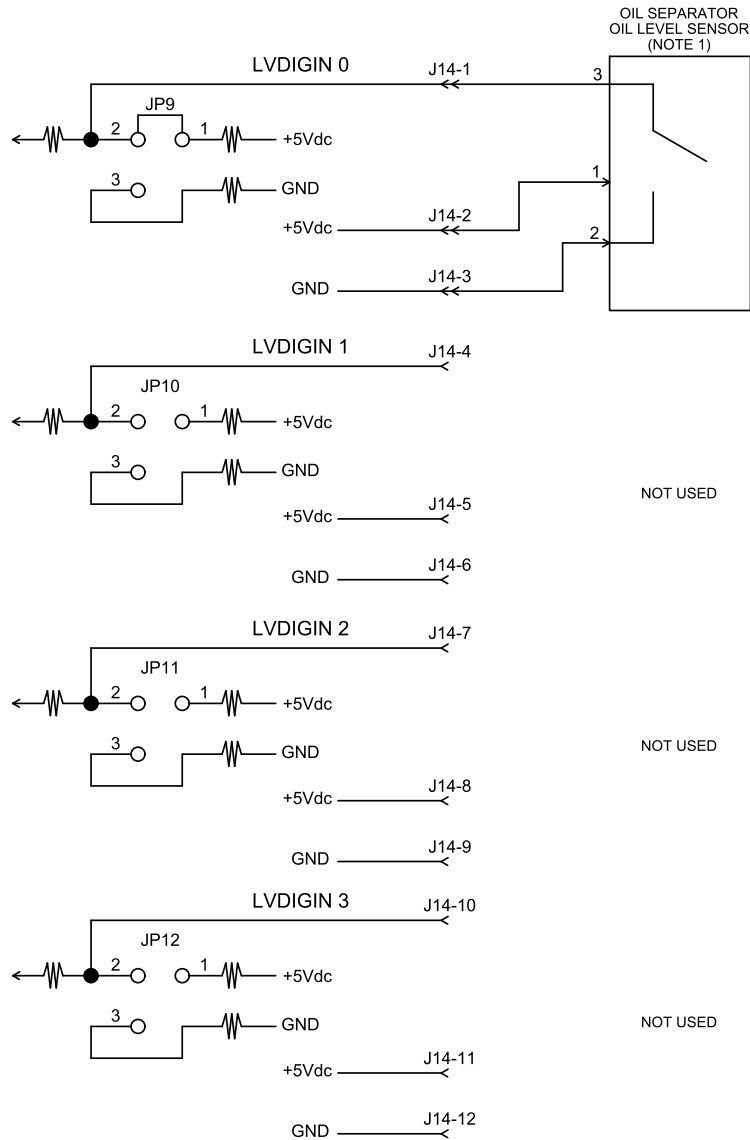 OIL SEPARATOR
OIL LEVEL SENSOR
(NOTE 1)
LVDIGIN 0
J14-1
3
JP9
2
1
+5Vdc
3
GND
1
+5Vdc
J14-2
2
GND
J14-3
LVDIGIN 1
J14-4
JP10
2
1
+5Vdc
3
GND
NOT USED
+5Vdc
J14-5
GND
J14-6
LVDIGIN 2
J14-7
JP11
2
1
+5Vdc
3
GND
NOT USED
+5Vdc
J14-8
GND
J14-9
LVDIGIN 3
J14-10
JP12
2
1
+5Vdc
3
GND
NOT USED
+5Vdc
J14-11
GND
J14-12